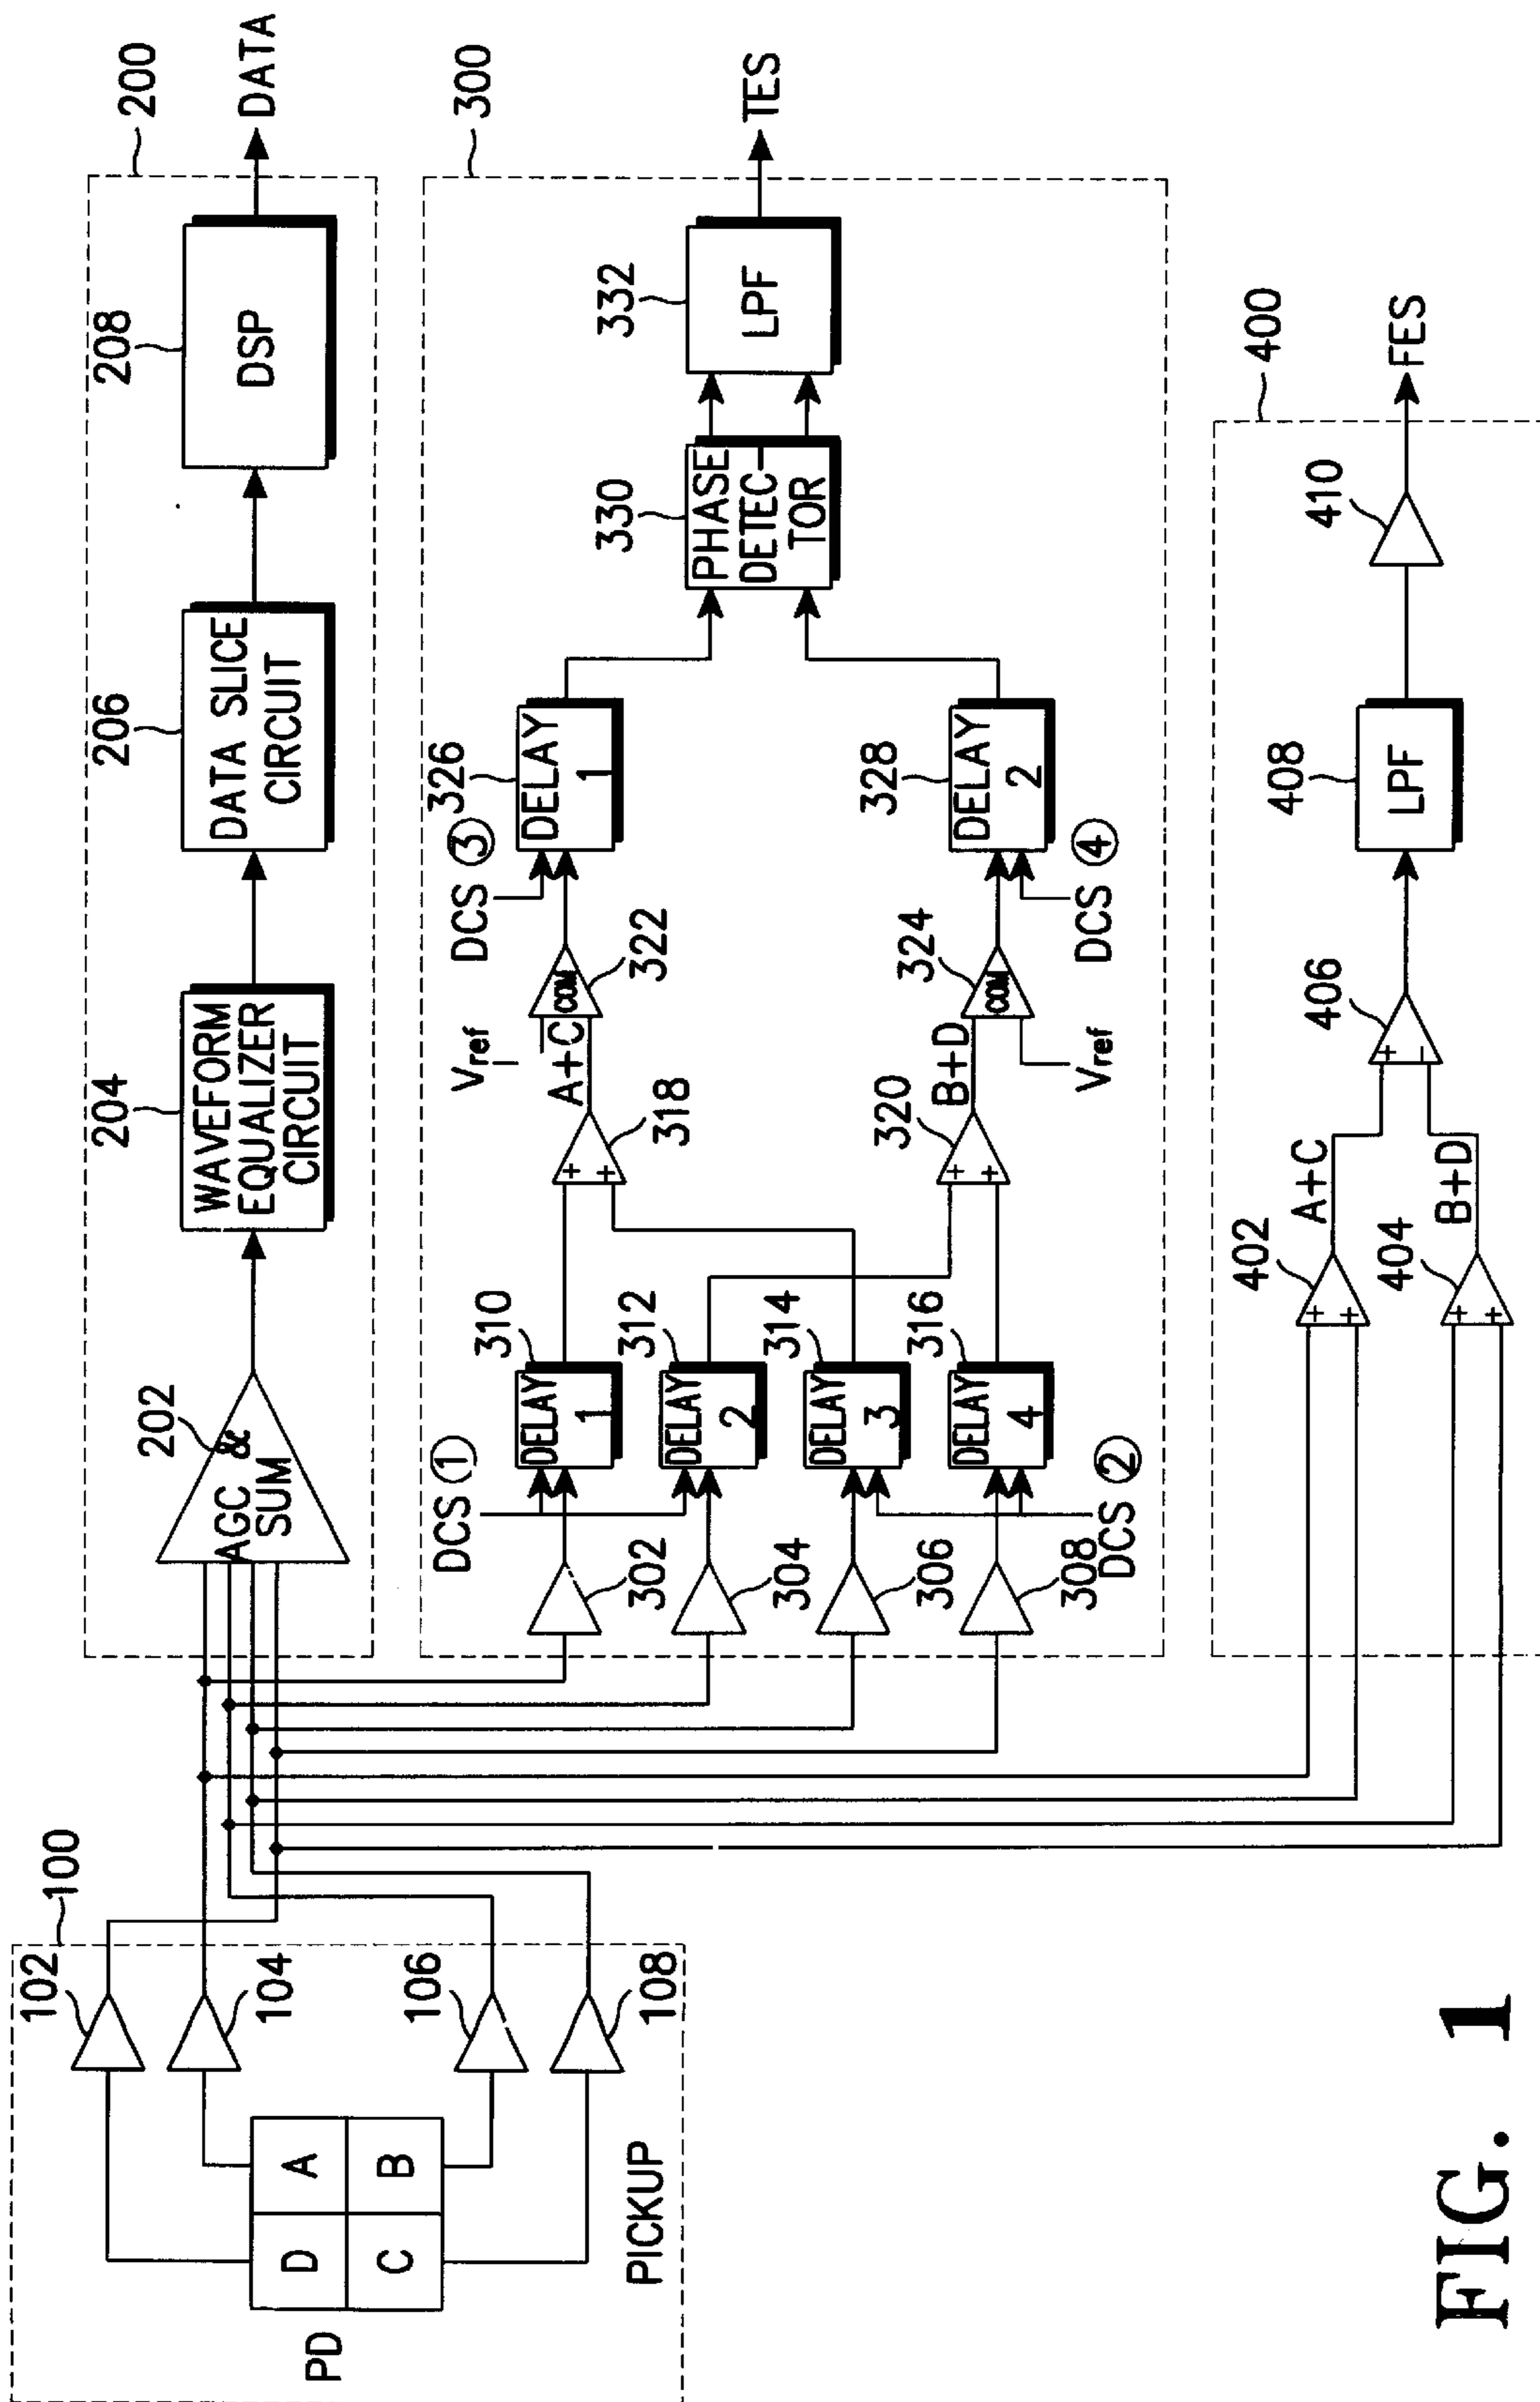 100
102
104
106
108
PD
D
A
C
B
PICKUP
200
202
AGC &
SUM
204
WAVEFORM
EQUALIZER
CIRCUIT
206
DATA SLICE
CIRCUIT
208
DSP
DATA
300
302
304
306
308
DCS ①
DCS ②
310
DELAY
1
312
DELAY
2
314
DELAY
3
316
DELAY
4
+
+
318
A+C
+
+
320
B+D
Vref
COM
322
324
COM
Vref
DCS ③
326
DELAY
1
328
DELAY
2
DCS ④
330
PHASE
DETEC-
TOR
332
LPF
TES
400
402
+
+
A+C
404
+
+
B+D
406
+
-
408
LPF
410
FES
FIG. 1